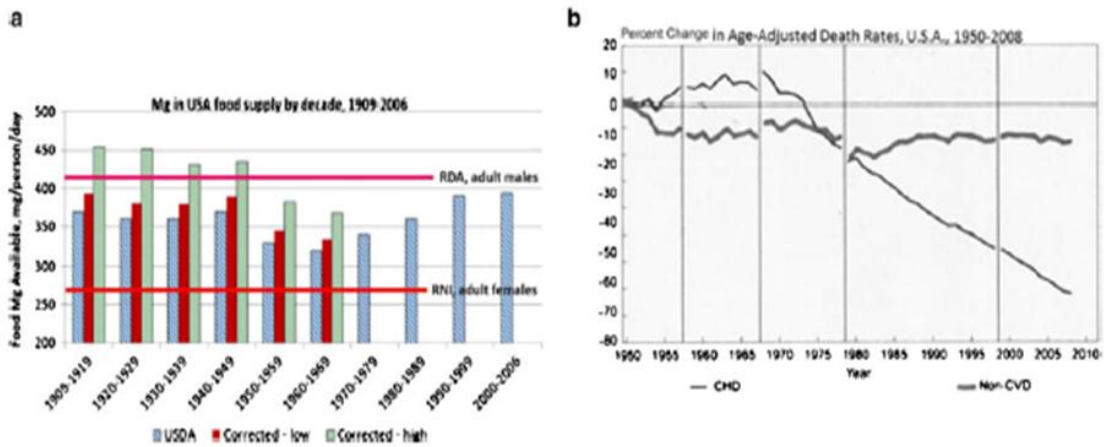 a
Mg in USA food supply by decade, 1909-2006
Food Mg Available, mg/person/day
500
450
400
350
300
250
200
RDA, adult males
RNI, adult females
1909-1919
1920-1929
1930-1939
1940-1949
1950-1959
1960-1969
1970-1979
1980-1989
1990-1999
2000-2006
USDA
Corrected - low
Corrected - high
b
Percent Change in Age-Adjusted Death Rates, U.S.A., 1950-2008
20
10
0
-10
-20
-30
-40
-50
-60
-70
-80
1950 1955 1960 1965 1970 1975 1980 1985 1990 1995 2000 2005 2010
Year
CHD
Non-CVD